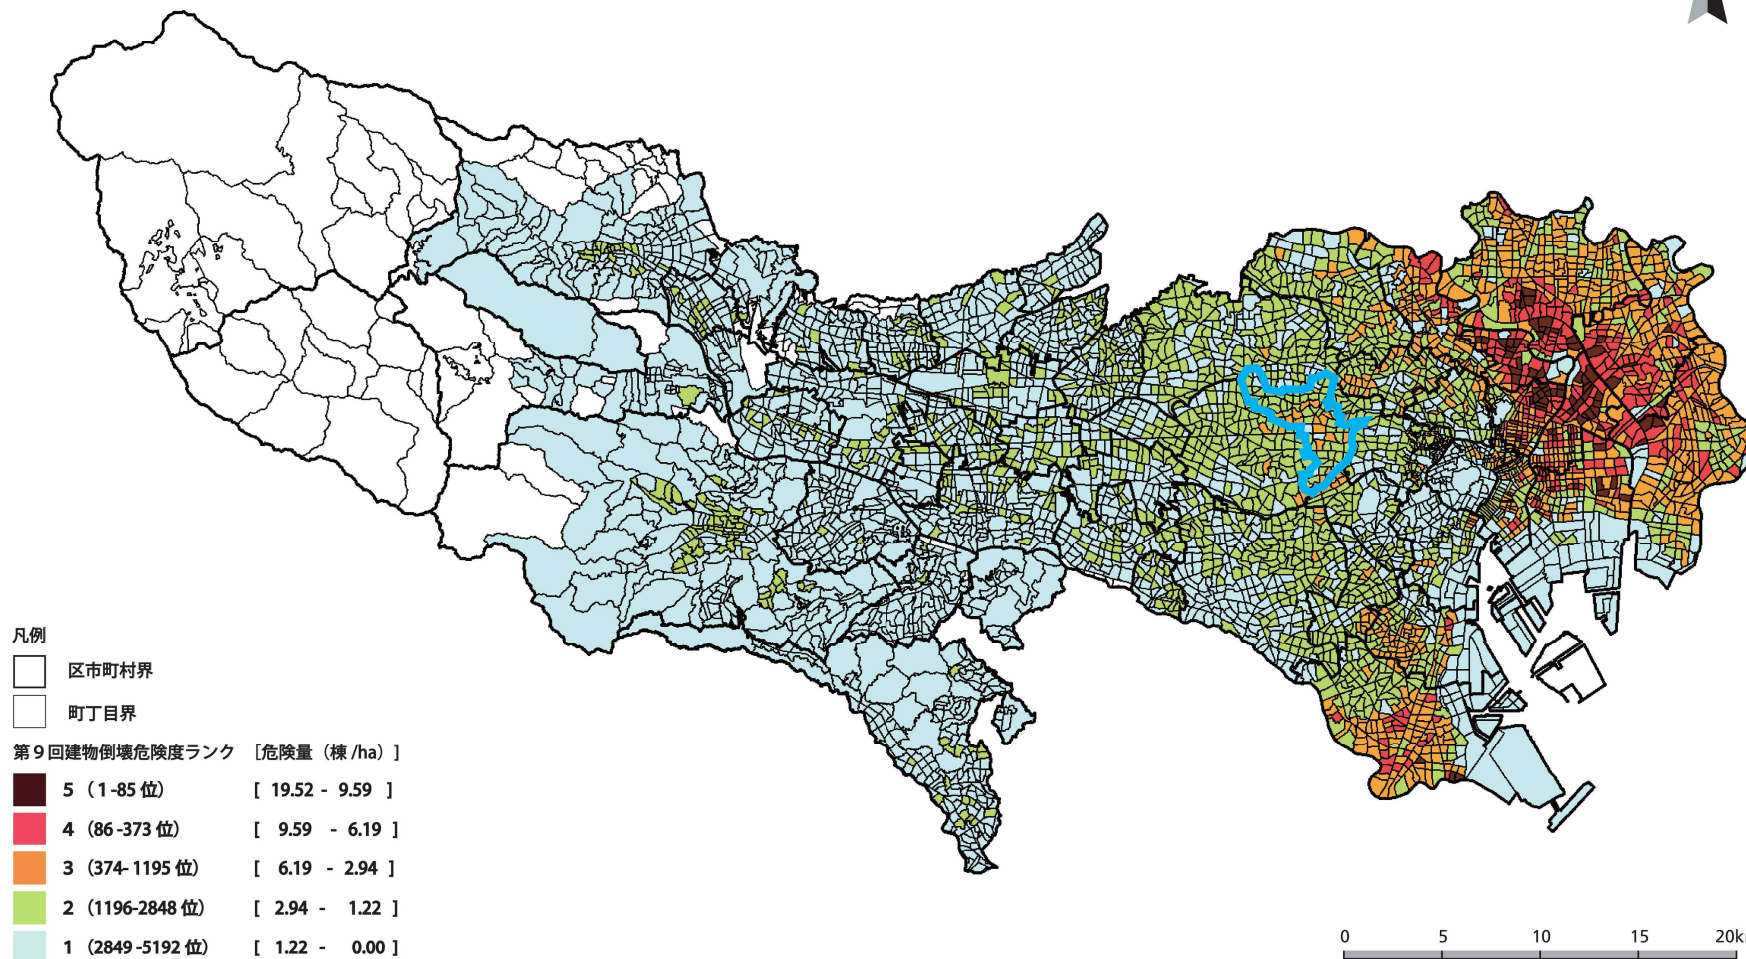 凡例
区市町村界
町丁目界
第9回建物倒壊危険度ランク [危険量（棟/ha）]
5 （1-85位） [ 19.52 - 9.59 ]
4 （86-373位） [ 9.59 - 6.19 ]
3 （374-1195位） [ 6.19 - 2.94 ]
2 （1196-2848位） [ 2.94 - 1.22 ]
1 （2849-5192位） [ 1.22 - 0.00 ]
0 5 10 15 20k